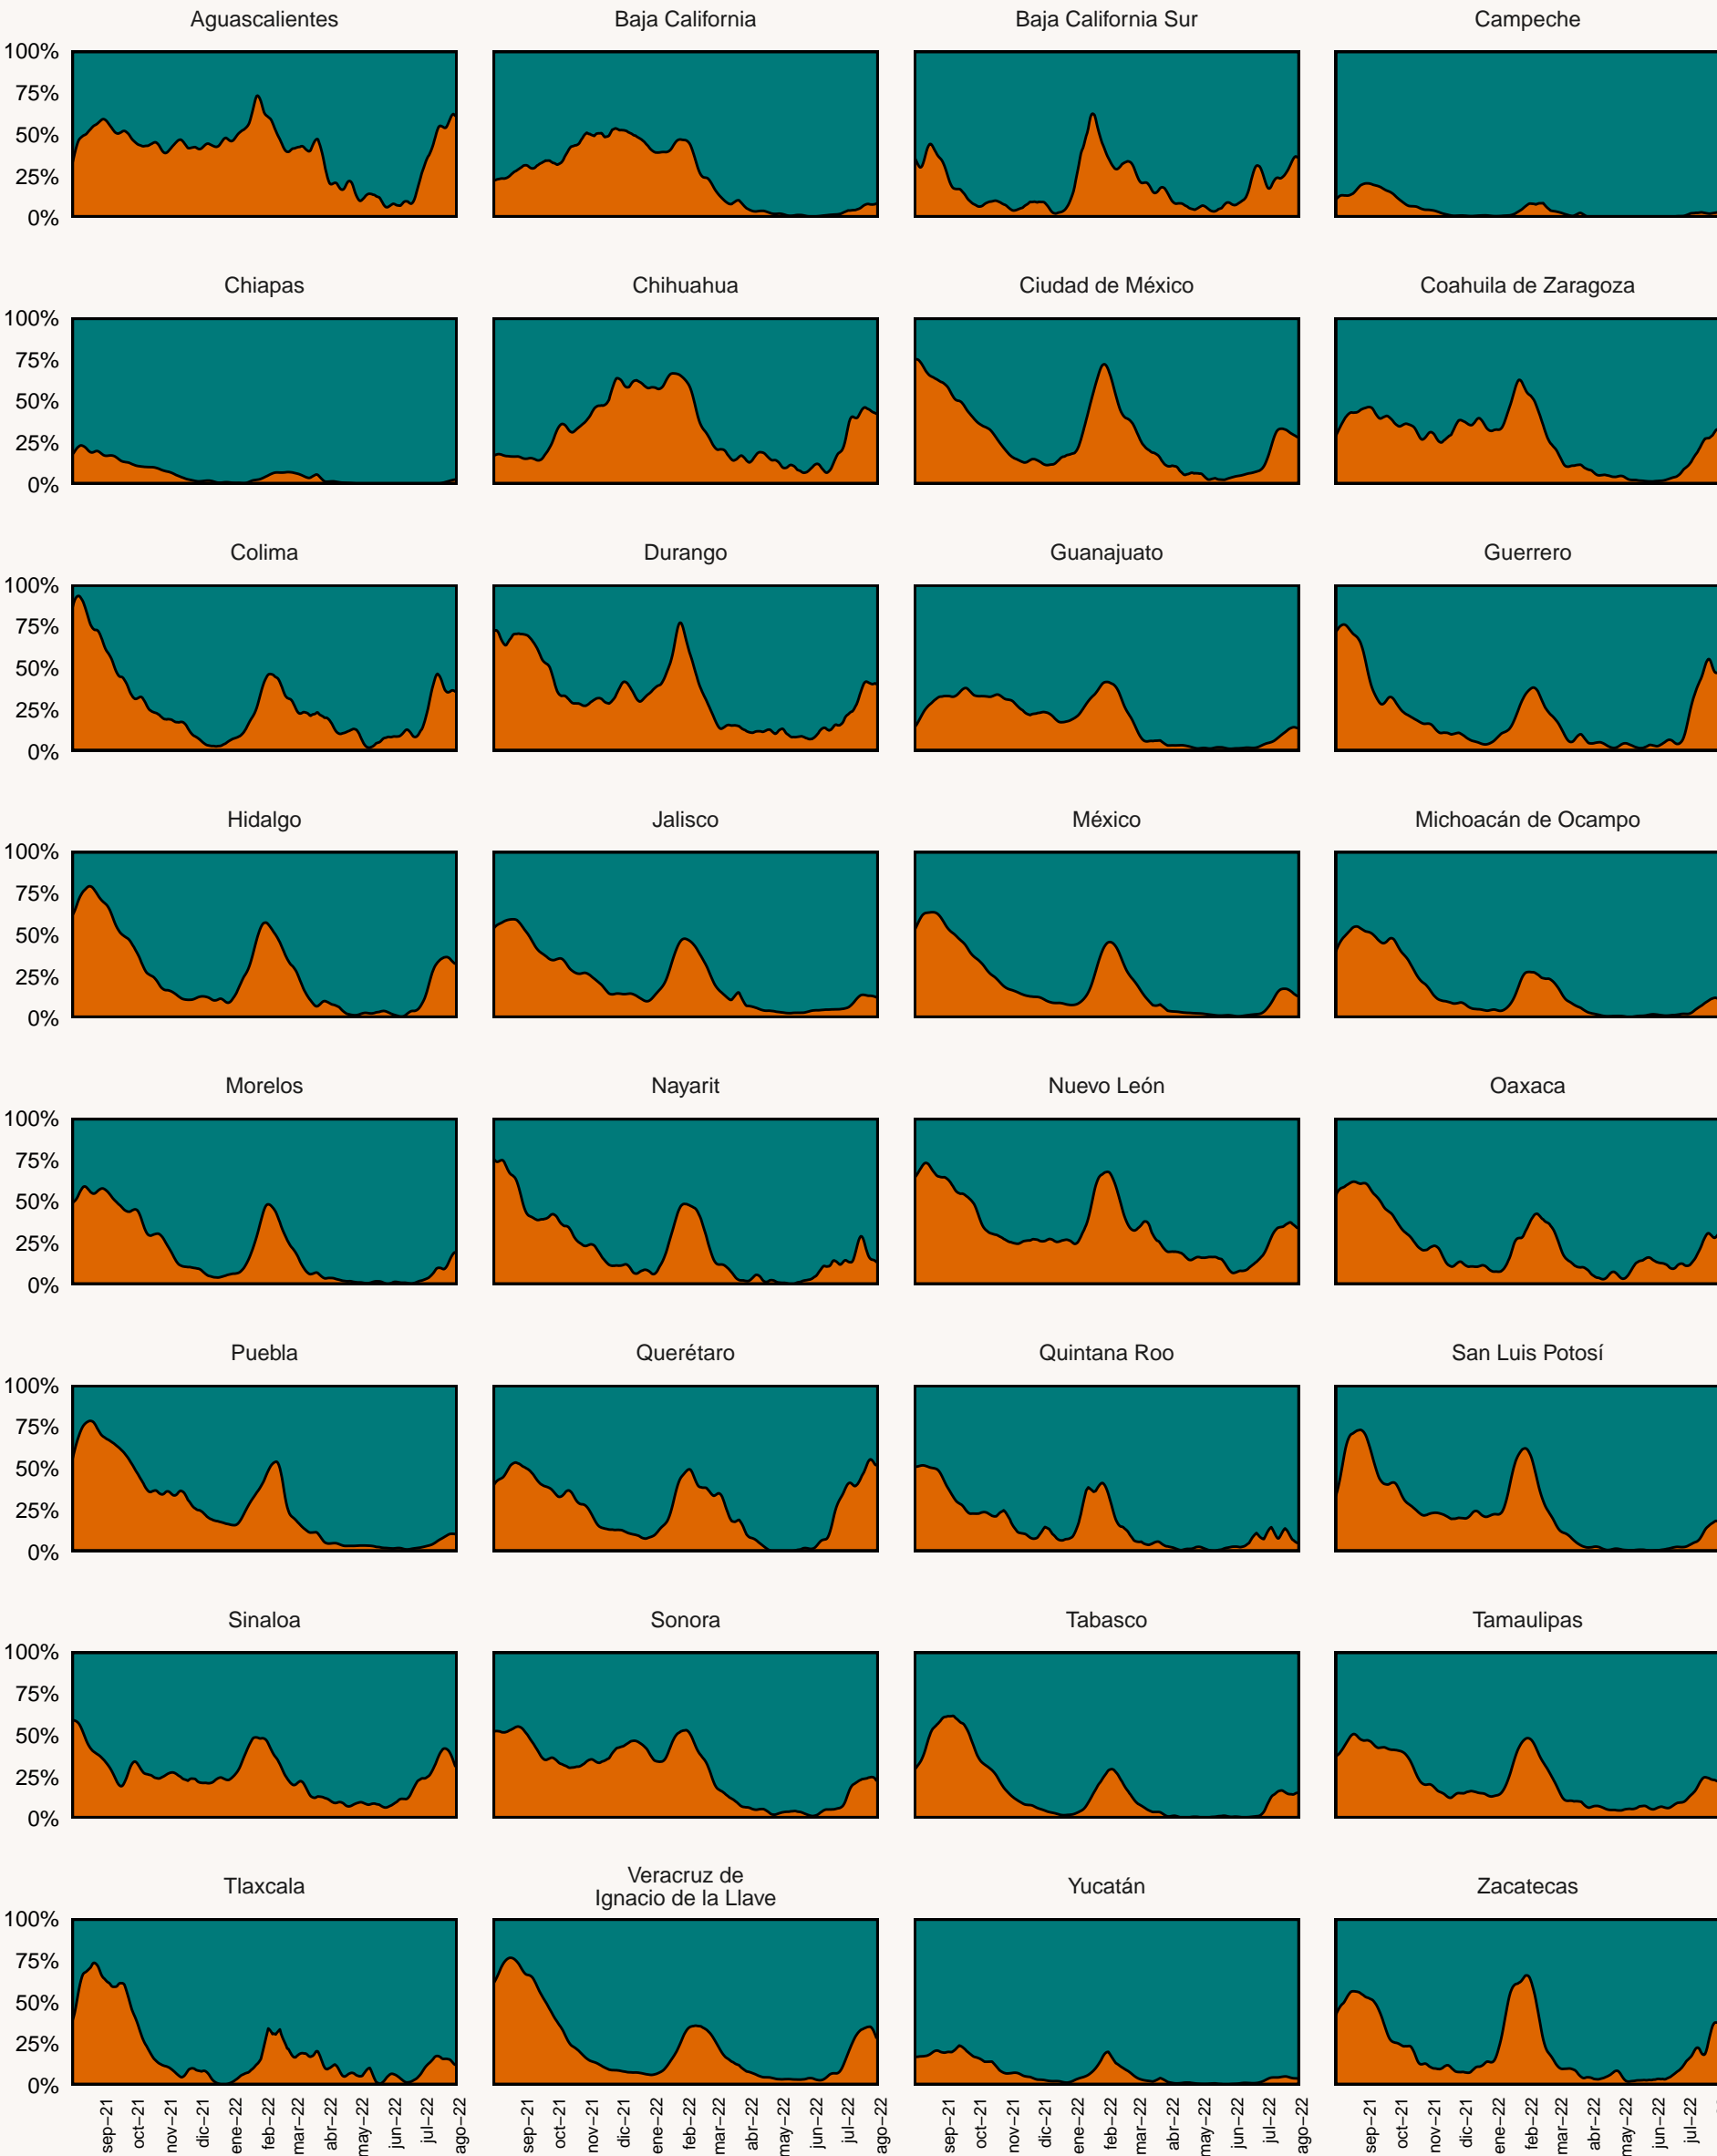 Aguascalientes
Baja California
Baja California Sur
Campeche
100%
75%
50%
25%
0%
Chiapas
Chihuahua
Ciudad de México
Coahuila de Zaragoza
100%
75%
50%
25%
0%
Colima
Durango
Guanajuato
Guerrero
100%
75%
50%
25%
0%
Hidalgo
Jalisco
México
Michoacán de Ocampo
100%
75%
50%
25%
0%
Morelos
Nayarit
Nuevo León
Oaxaca
100%
75%
50%
25%
0%
Puebla
Querétaro
Quintana Roo
San Luis Potosí
100%
75%
50%
25%
0%
Sinaloa
Sonora
Tabasco
Tamaulipas
100%
75%
50%
25%
0%
Tlaxcala
Veracruz de
Ignacio de la Llave
Yucatán
Zacatecas
100%
75%
50%
25%
0%
sep−21
oct−21
nov−21
dic−21
ene−22
feb−22
mar−22
abr−22
may−22
jun−22
jul−22
ago−22
sep−21
oct−21
nov−21
dic−21
ene−22
feb−22
mar−22
abr−22
may−22
jun−22
jul−22
ago−22
sep−21
oct−21
nov−21
dic−21
ene−22
feb−22
mar−22
abr−22
may−22
jun−22
jul−22
ago−22
sep−21
oct−21
nov−21
dic−21
ene−22
feb−22
mar−22
abr−22
may−22
jun−22
jul−22